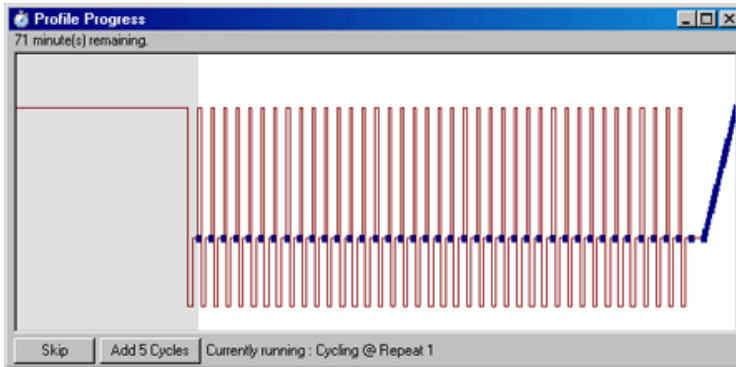 Profile Progress
71 minute(s) remaining.
Skip
Add 5 Cycles
Currently running : Cycling @ Repeat 1